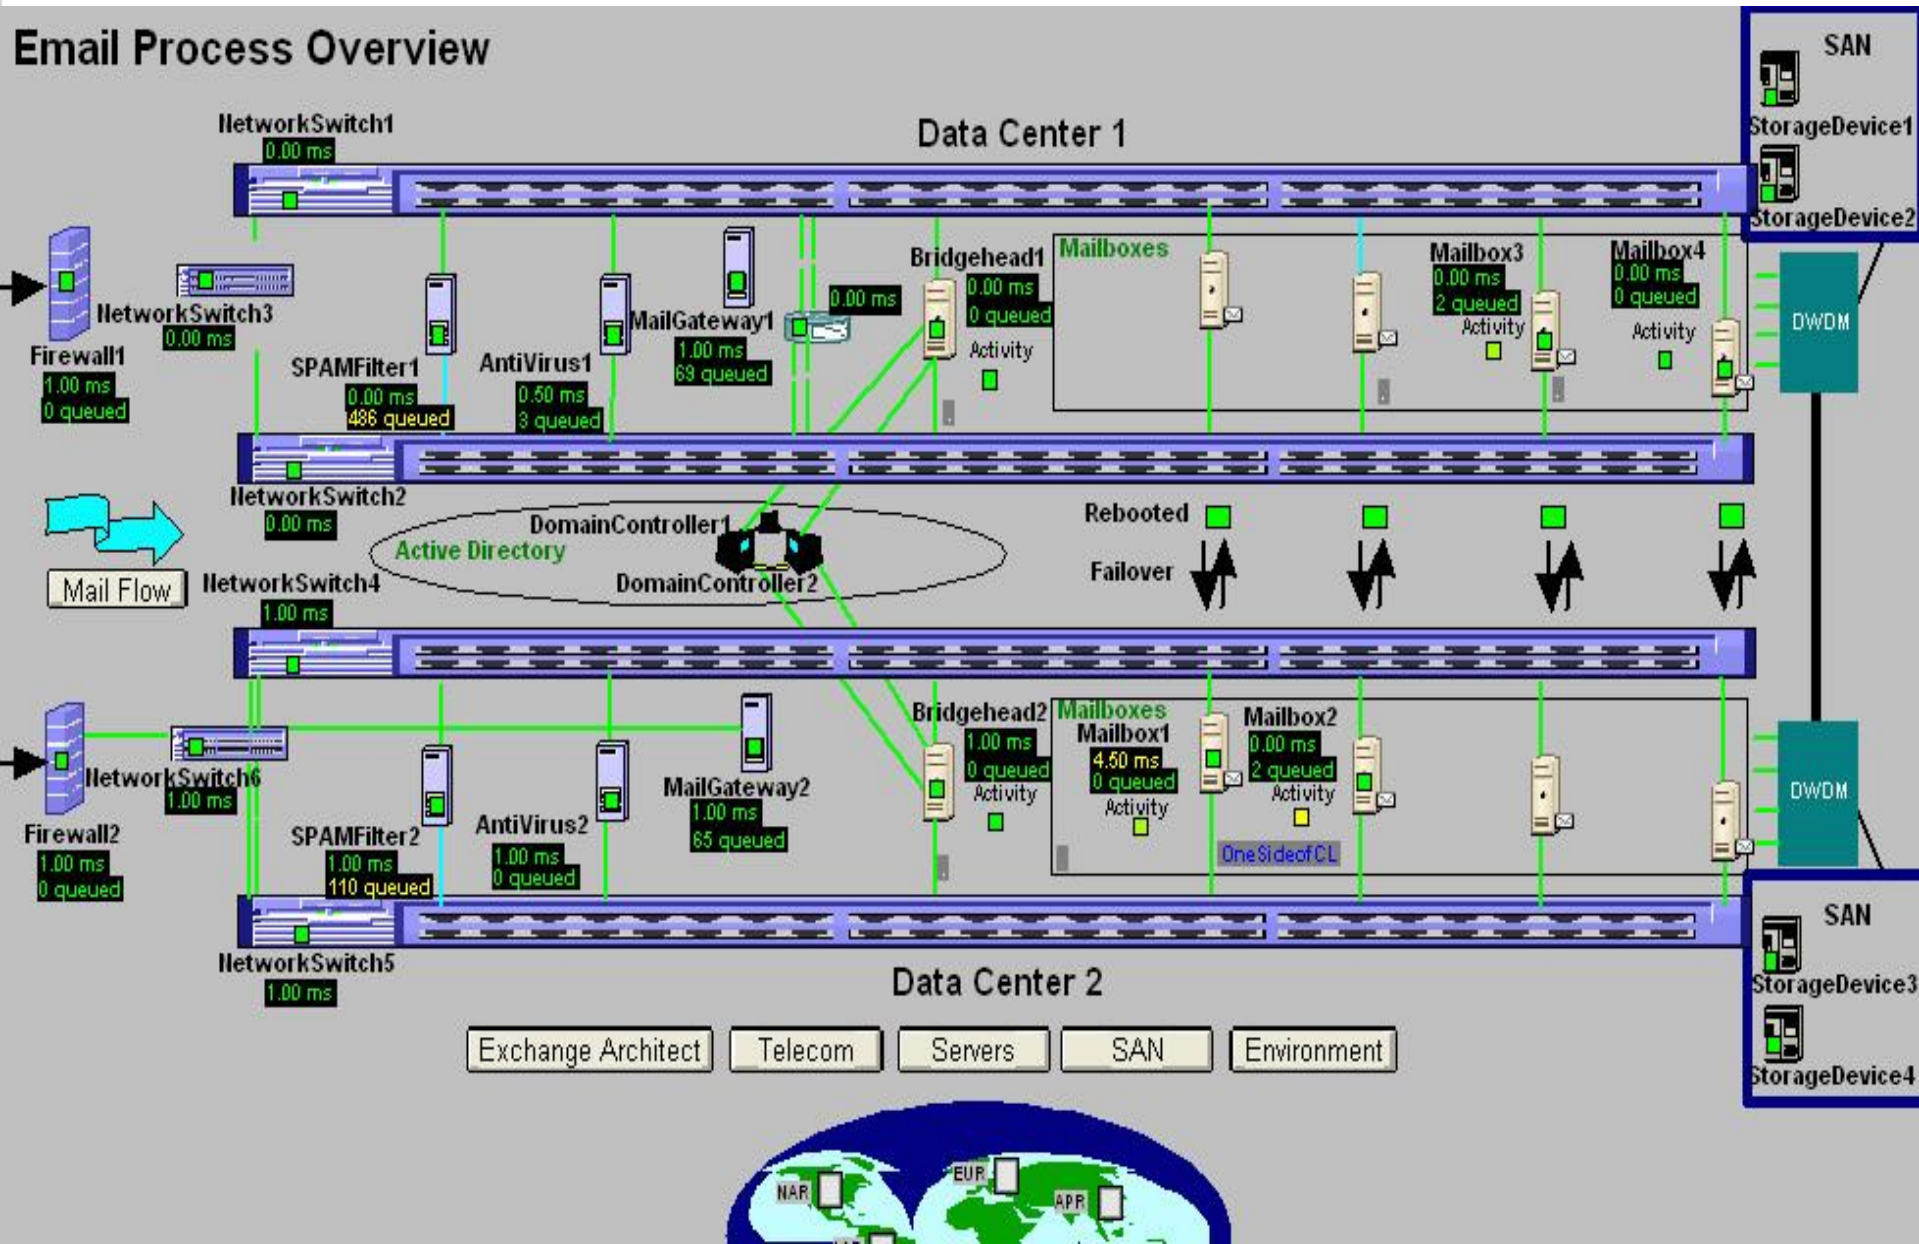 Email Process Overview
SAN
StorageDevice1
StorageDevice2
NetworkSwitch1
0.00 ms
Data Center 1
Firewall1
1.00 ms
0 queued
NetworkSwitch3
0.00 ms
SPAMFilter1
0.00 ms
486 queued
AntiVirus1
0.50 ms
3 queued
MailGateway1
1.00 ms
69 queued
0.00 ms
Bridgehead1
0.00 ms
0 queued
Activity
Mailboxes
Mailbox3
0.00 ms
2 queued
Activity
Mailbox4
0.00 ms
0 queued
Activity
DWDM
NetworkSwitch2
0.00 ms
Mail Flow
Active Directory
DomainController1
DomainController2
Rebooted
Failover
NetworkSwitch4
1.00 ms
Firewall2
1.00 ms
0 queued
NetworkSwitch6
1.00 ms
SPAMFilter2
1.00 ms
110 queued
AntiVirus2
1.00 ms
0 queued
MailGateway2
1.00 ms
65 queued
Bridgehead2
1.00 ms
0 queued
Activity
Mailboxes
Mailbox1
4.50 ms
0 queued
Activity
Mailbox2
0.00 ms
2 queued
Activity
OneSideofCL
DWDM
NetworkSwitch5
1.00 ms
Data Center 2
SAN
StorageDevice3
StorageDevice4
Exchange Architect
Telecom
Servers
SAN
Environment
NAR
EUR
APR